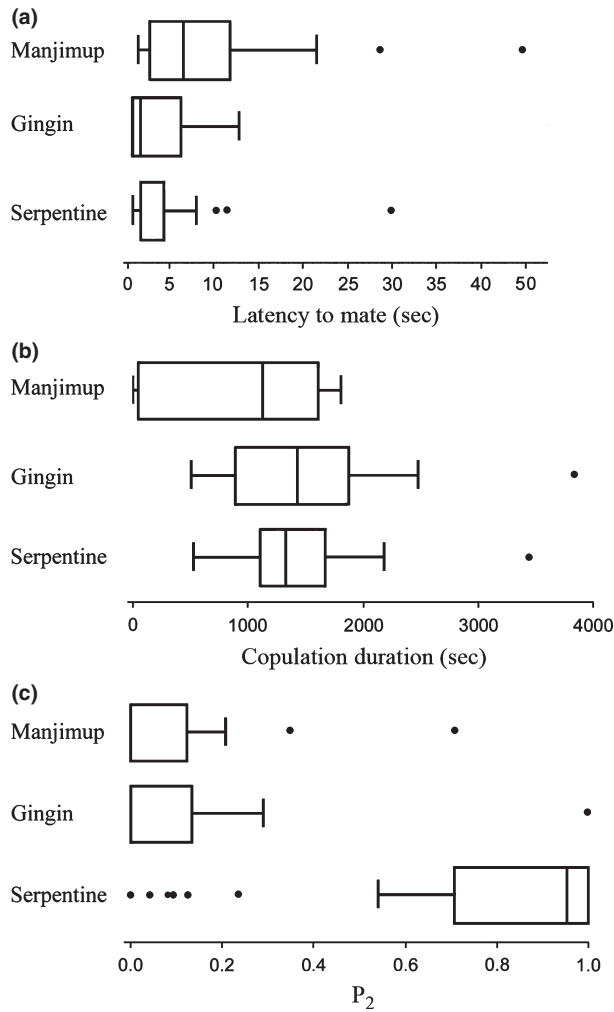 (a)
Manjimup
Gingin
Serpentine
0 5 10 15 20 25 30 35 40 50
Latency to mate (sec)
(b)
Manjimup
Gingin
Serpentine
0 1000 2000 3000 4000
Copulation duration (sec)
(c)
Manjimup
Gingin
Serpentine
0.0 0.2 0.4 0.6 0.8 1.0
P₂